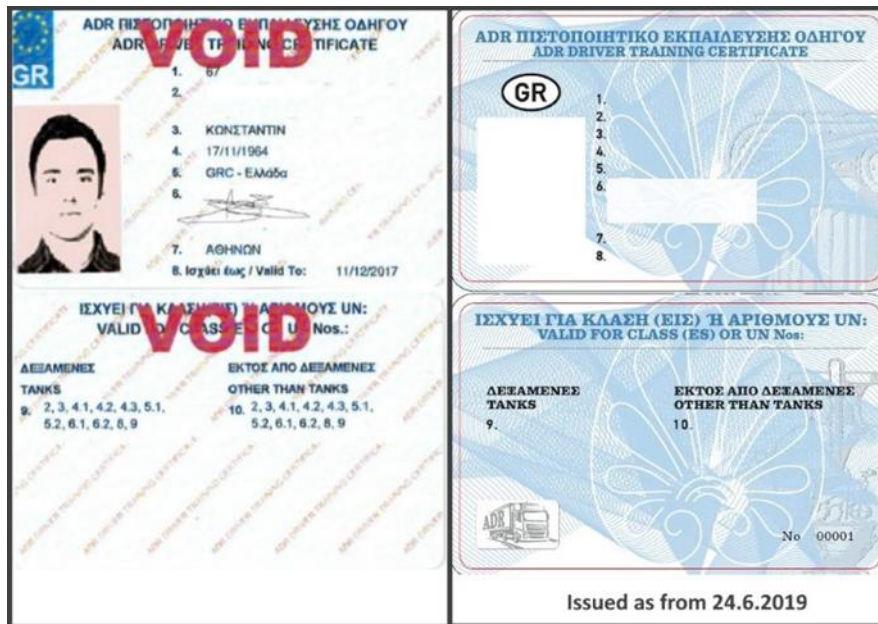 ADR ΠΙΣΤΟΠΟΙΗΤΙΚΟ ΕΚΠΑΙΔΕΥΣΗΣ ΟΔΗΓΟΥ
ADR DRIVER TRAINING CERTIFICATE
VOID
GR
1. 67
2.
3. ΚΩΝΣΤΑΝΤΙΝ
4. 17/11/1964
5. GRC - Ελλάδα
6.
7. ΑΘΗΝΩΝ
8. Ισχύει έως / Valid To: 11/12/2017
ΙΣΧΥΕΙ ΓΙΑ ΚΛΑΣΗ (ΕΙΣ) Ή ΑΡΙΘΜΟΥΣ UN:
VALID FOR CLASS (ES) OR UN Nos.:
VOID
ΔΕΞΑΜΕΝΕΣ
TANKS
9. 2, 3, 4.1, 4.2, 4.3, 5.1,
5.2, 6.1, 6.2, 8, 9
ΕΚΤΟΣ ΑΠΟ ΔΕΞΑΜΕΝΕΣ
OTHER THAN TANKS
10. 2, 3, 4.1, 4.2, 4.3, 5.1,
5.2, 6.1, 6.2, 8, 9
ADR ΠΙΣΤΟΠΟΙΗΤΙΚΟ ΕΚΠΑΙΔΕΥΣΗΣ ΟΔΗΓΟΥ
ADR DRIVER TRAINING CERTIFICATE
GR
1.
2.
3.
4.
5.
6.
7.
8.
ΙΣΧΥΕΙ ΓΙΑ ΚΛΑΣΗ (ΕΙΣ) Ή ΑΡΙΘΜΟΥΣ UN:
VALID FOR CLASS (ES) OR UN Nos:
ΔΕΞΑΜΕΝΕΣ
TANKS
9.
ΕΚΤΟΣ ΑΠΟ ΔΕΞΑΜΕΝΕΣ
OTHER THAN TANKS
10.
ADR
No 00001
Issued as from 24.6.2019